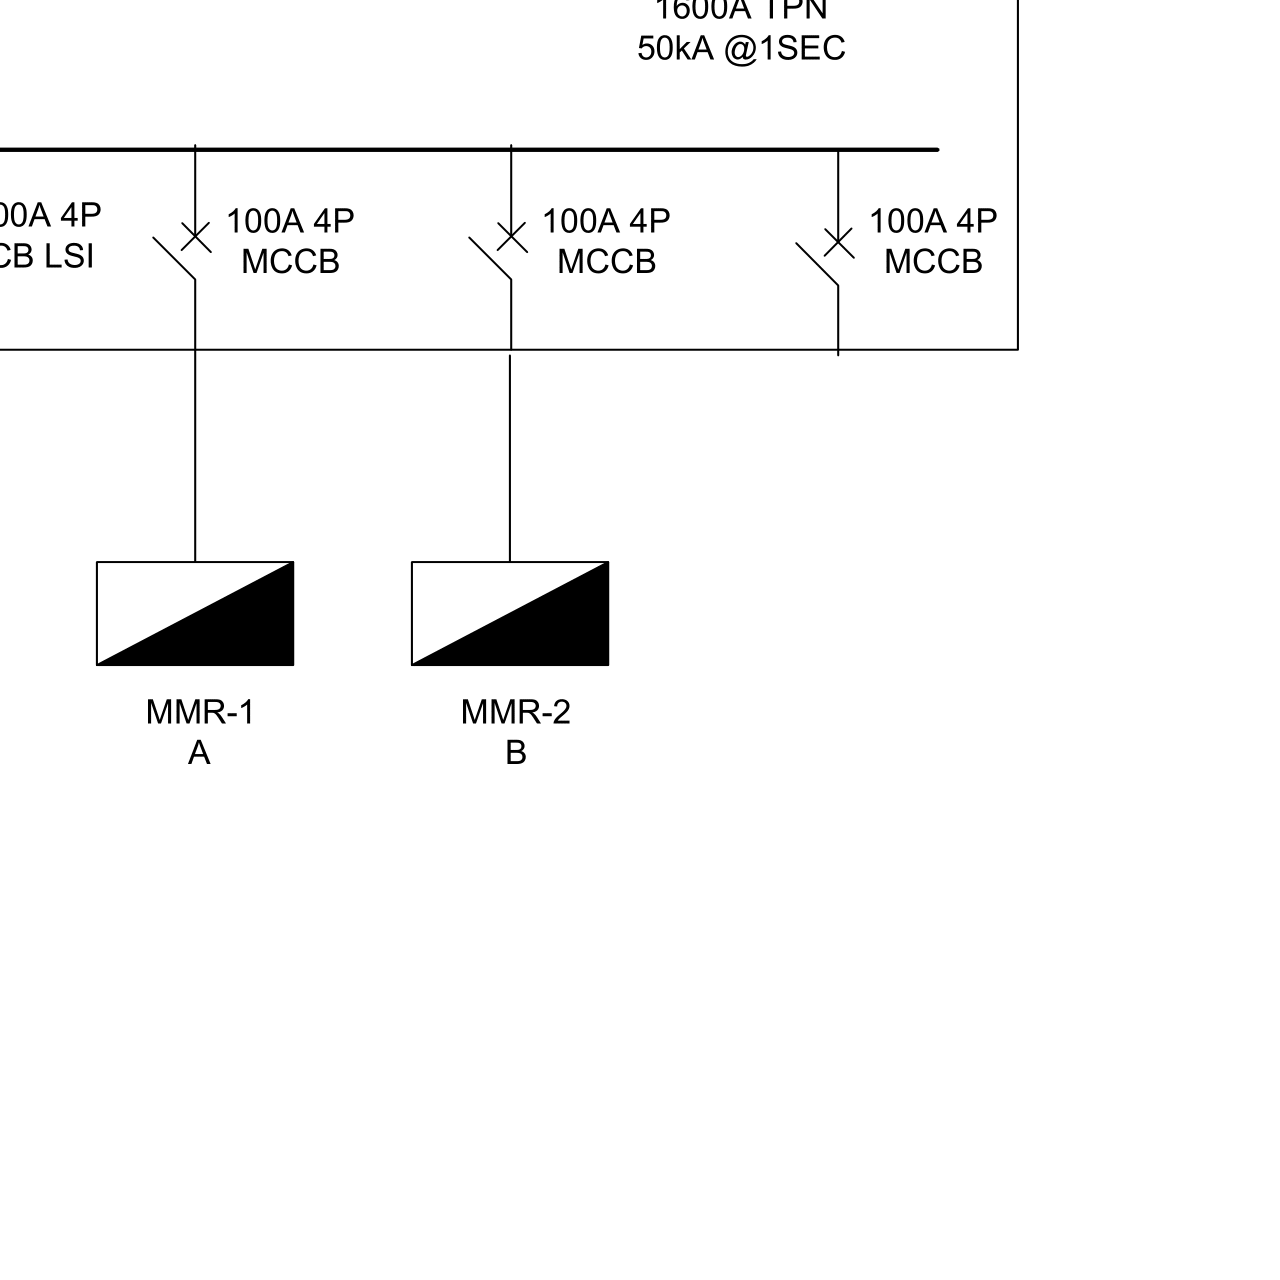 1600A TPN
50kA @1SEC
00A 4P
CB LSI
100A 4P
MCCB
100A 4P
MCCB
100A 4P
MCCB
MMR-1
A
MMR-2
B